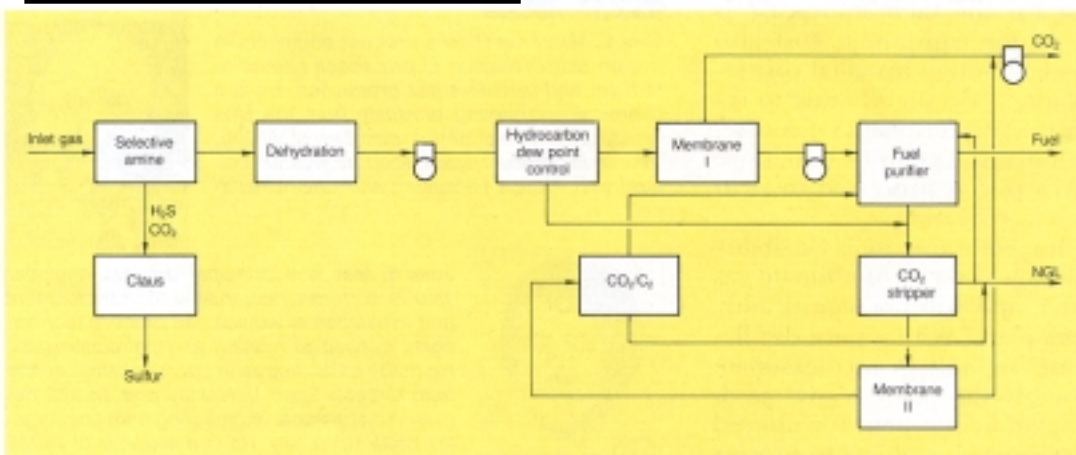 CO₂
Inlet gas
Selective
amine
Dehydration
Hydrocarbon
dew point
control
Membrane
I
Fuel
purifier
Fuel
H₂S
CO₂
Claus
CO₂/C₂
CO₂
stripper
NGL
Sulfur
Membrane
II